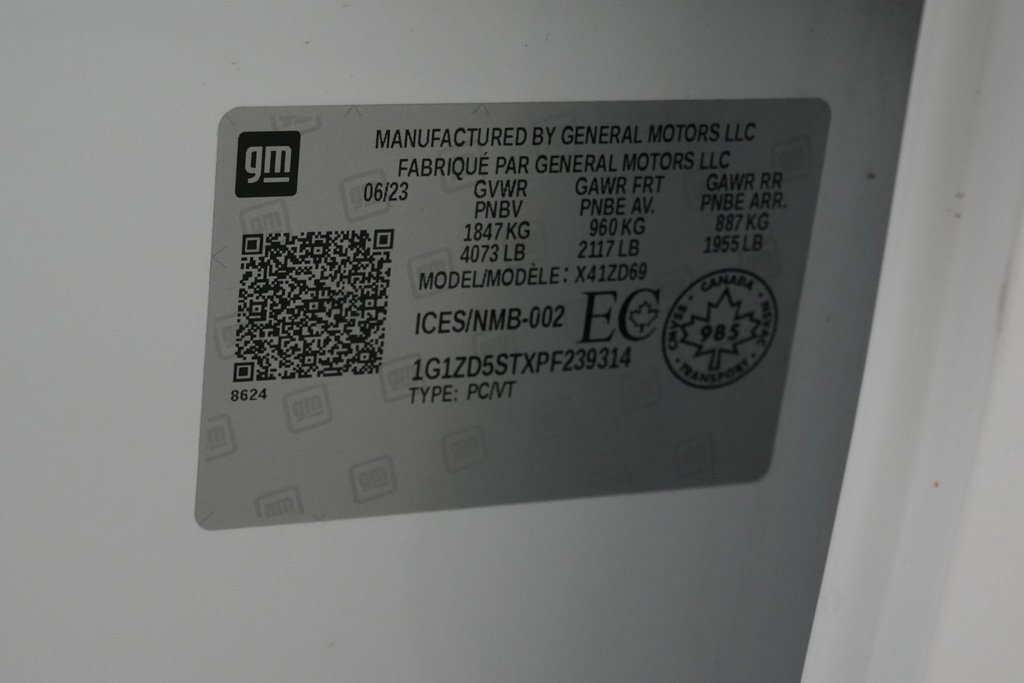 gm
MANUFACTURED BY GENERAL MOTORS LLC
FABRIQUÉ PAR GENERAL MOTORS LLC
06/23 GVWR GAWR FRT GAWR RR
PNBV PNBE AV. PNBE ARR.
1847 KG 960 KG 887 KG
4073 LB 2117 LB 1955 LB
MODEL/MODÈLE: X41ZD69
ICES/NMB-002 EC
CANADA
NSVAC
985
TRANSPORT
RSAWD
1G1ZD5STXPF239314
TYPE: PC/VT
8624